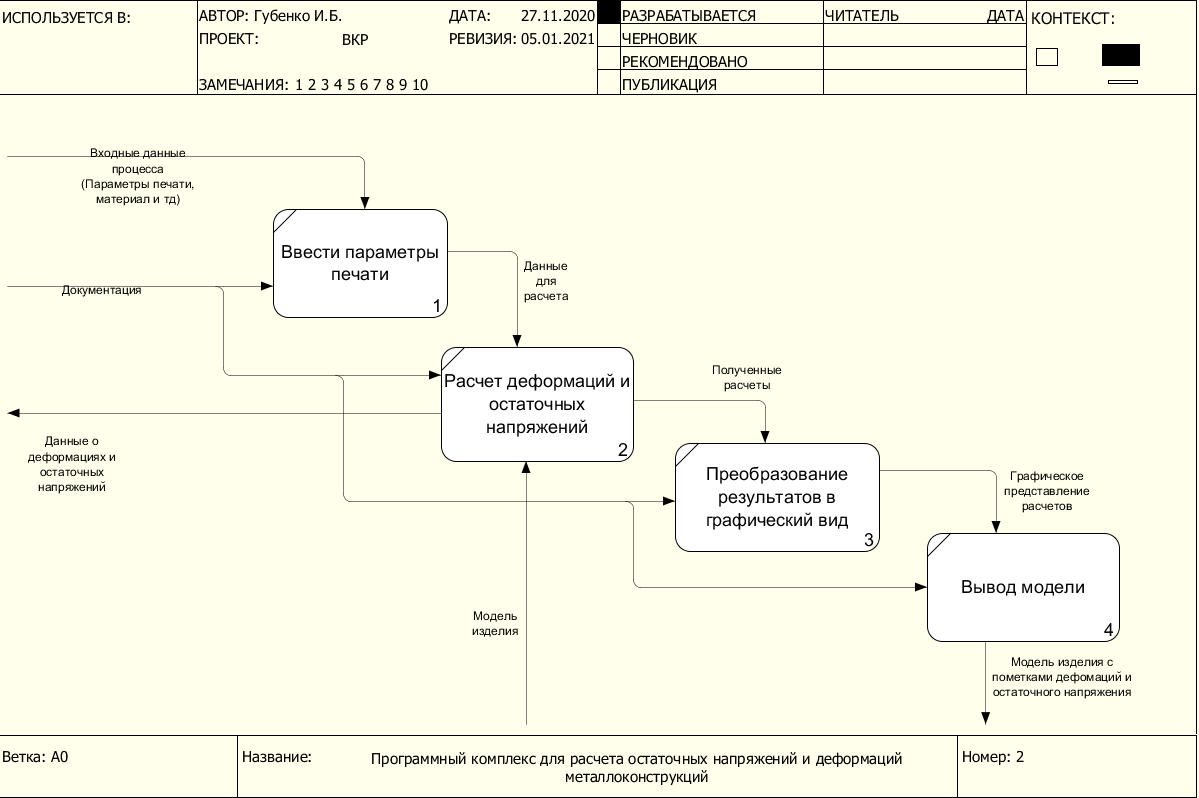 ИСПОЛЬЗУЕТСЯ В:
АВТОР: Губенко И.Б.
ДАТА: 27.11.2020
РАЗРАБАТЫВАЕТСЯ
ЧИТАТЕЛЬ
ДАТА
КОНТЕКСТ:
ПРОЕКТ: ВКР
РЕВИЗИЯ: 05.01.2021
ЧЕРНОВИК
РЕКОМЕНДОВАНО
ЗАМЕЧАНИЯ: 1 2 3 4 5 6 7 8 9 10
ПУБЛИКАЦИЯ
Входные данные
процесса
(Параметры печати,
материал и тд)
Ввести параметры
печати
1
Документация
Данные
для
расчета
Расчет деформаций и
остаточных
напряжений
2
Полученные
расчеты
Данные о
деформациях и
остаточных
напряжений
Преобразование
результатов в
графический вид
3
Графическое
представление
расчетов
Вывод модели
4
Модель
изделия
Модель изделия с
пометками дефомаций и
остаточного напряжения
Ветка: A0
Название:
Программный комплекс для расчета остаточных напряжений и деформаций
металлоконструкций
Номер: 2